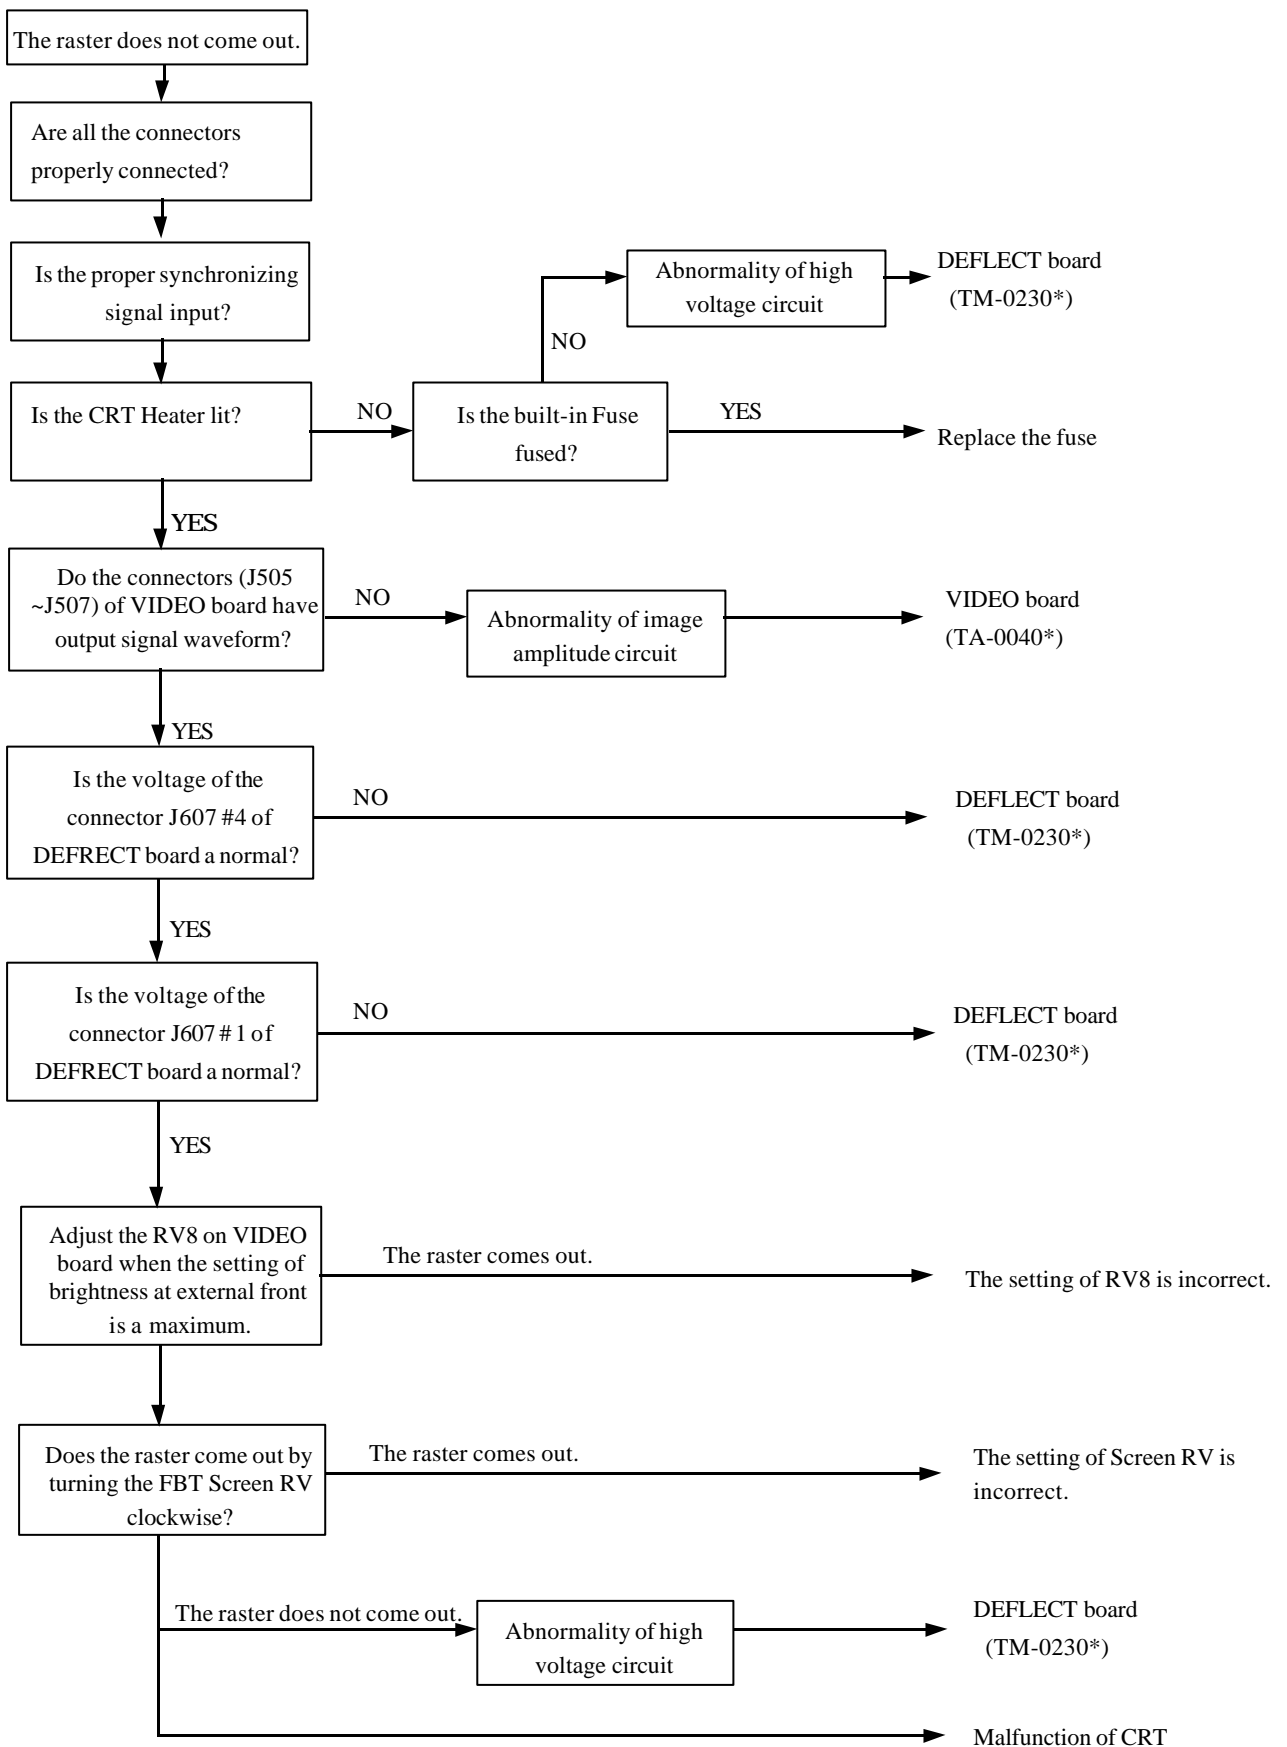 The raster does not come out.
Are all the connectors
properly connected?
Is the proper synchronizing
signal input?
Abnormality of high
voltage circuit
DEFLECT board
(TM-0230*)
NO
Is the CRT Heater lit?
NO
Is the built-in Fuse
fused?
YES
Replace the fuse
YES
Do the connectors (J505
~J507) of VIDEO board have
output signal waveform?
NO
Abnormality of image
amplitude circuit
VIDEO board
(TA-0040*)
YES
Is the voltage of the
connector J607 #4 of
DEFRECT board a normal?
NO
DEFLECT board
(TM-0230*)
YES
Is the voltage of the
connector J607 # 1 of
DEFRECT board a normal?
NO
DEFLECT board
(TM-0230*)
YES
Adjust the RV8 on VIDEO
board when the setting of
brightness at external front
is a maximum.
The raster comes out.
The setting of RV8 is incorrect.
Does the raster come out by
turning the FBT Screen RV
clockwise?
The raster comes out.
The setting of Screen RV is
incorrect.
The raster does not come out.
Abnormality of high
voltage circuit
DEFLECT board
(TM-0230*)
Malfunction of CRT